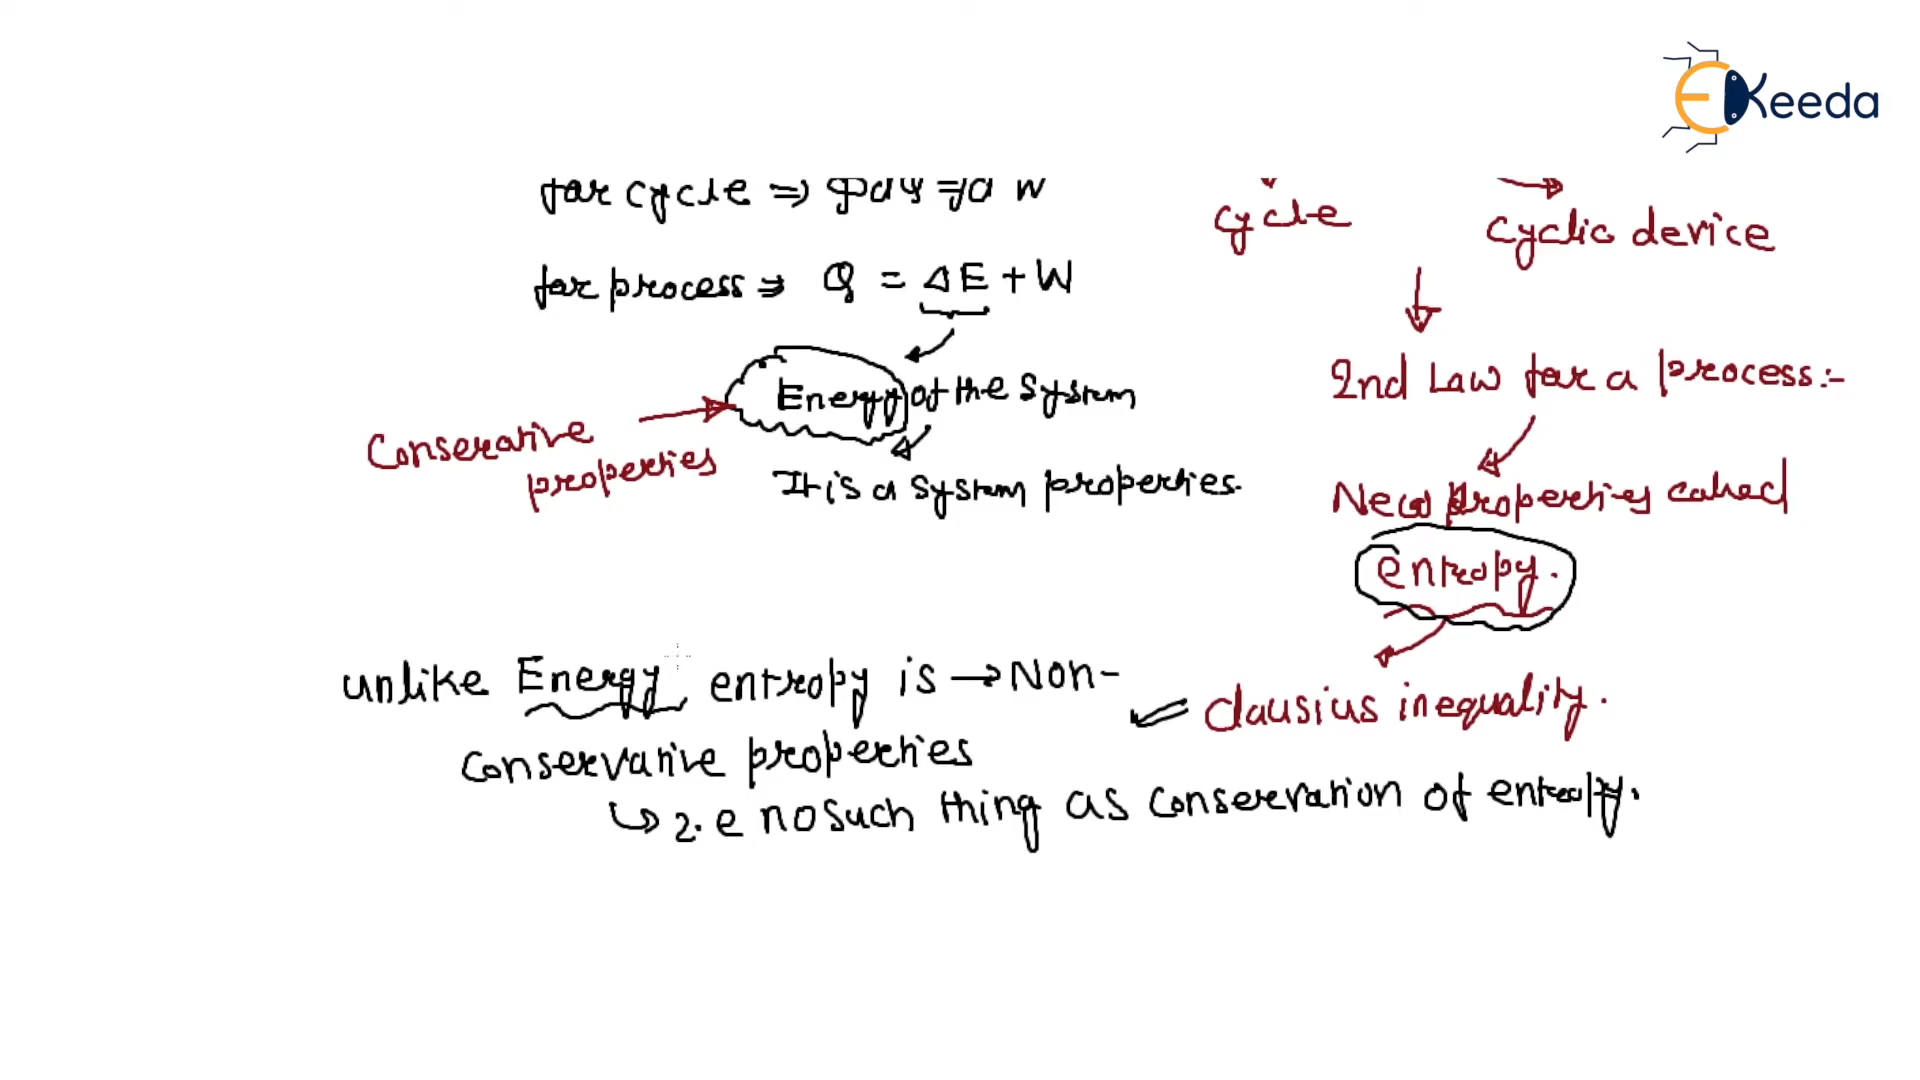 EKeeda
for cycle ⇒ ∮dQ = ∮dW
for process ⇒ Q = ΔE + W
Energy of the System
It is a system properties.
Conserative
properties
cycle
cyclic device
2nd Law for a process:-
New properties called
entropy.
clausius inequality.
unlike Energy entropy is → Non-
conservative properties
↳ i.e no such thing as conservation of entropy.